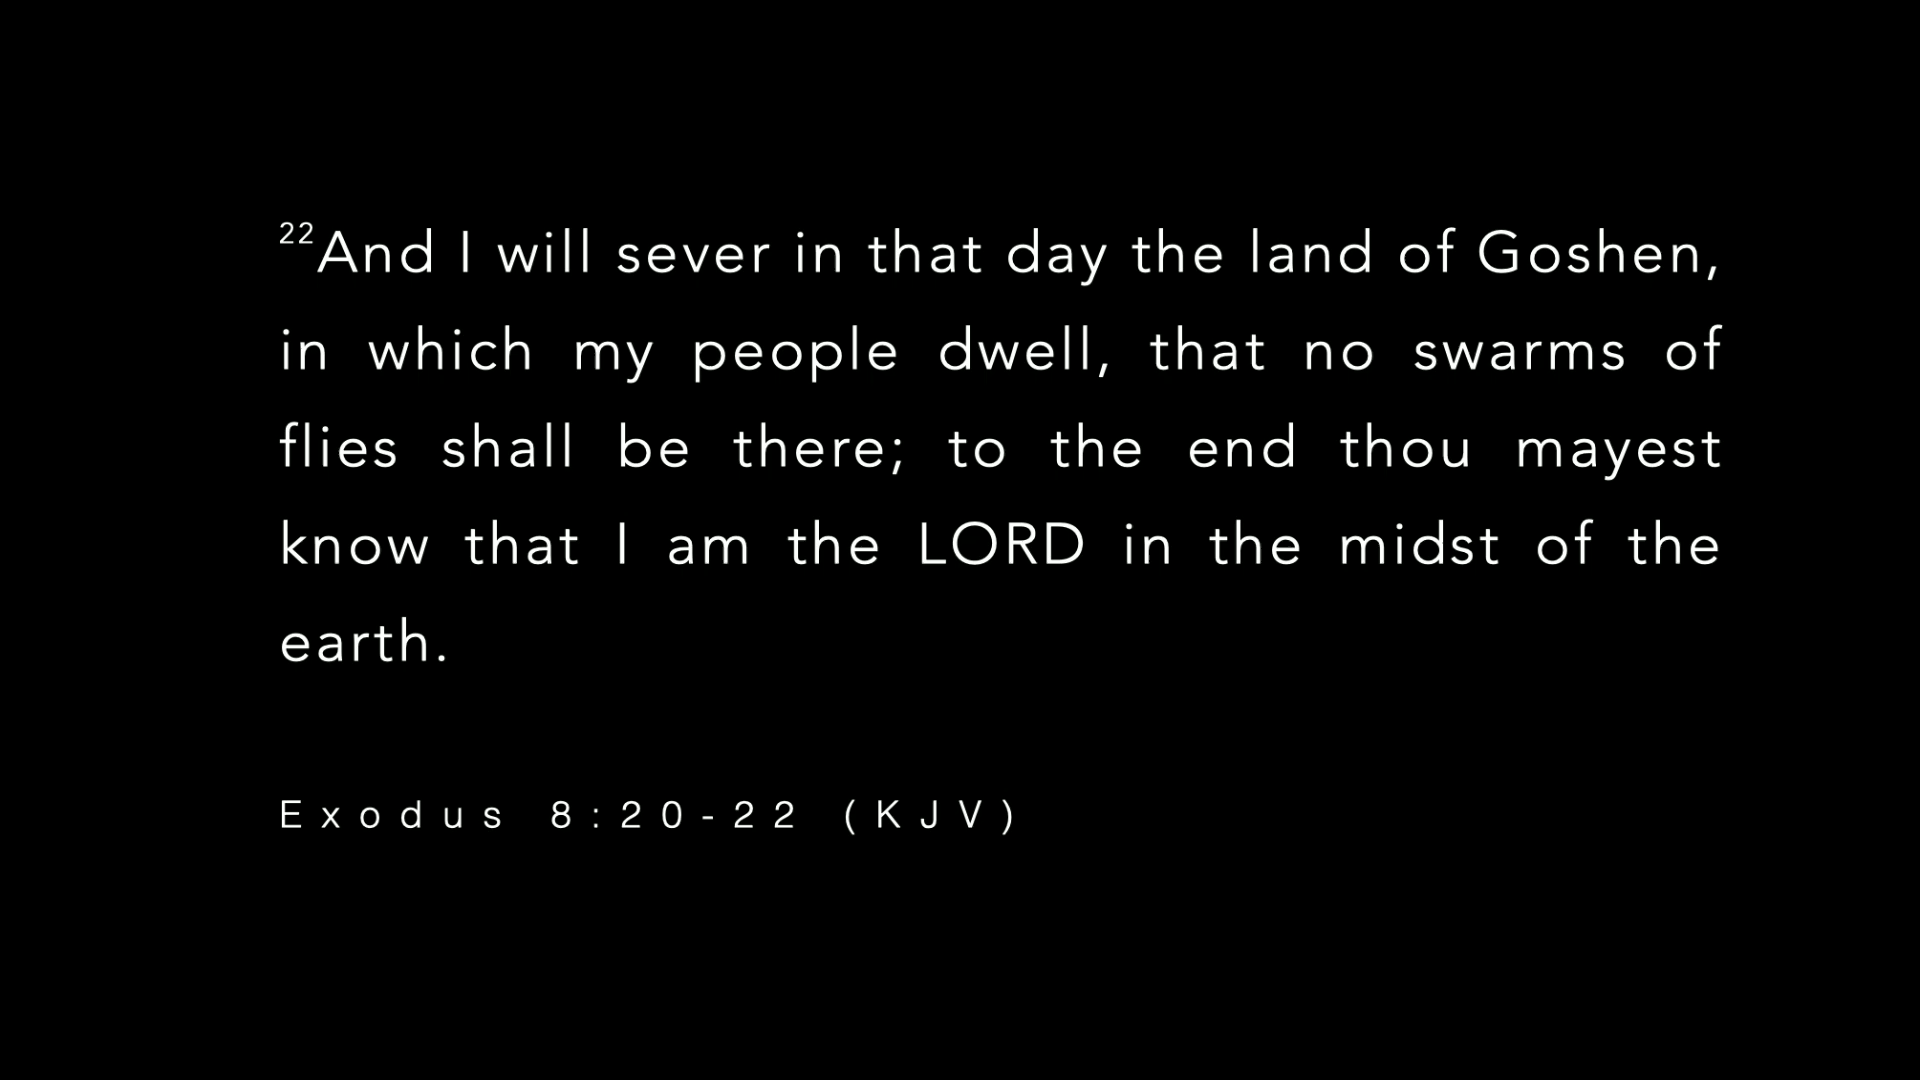 22And I will sever in that day the land of Goshen,
in which my people dwell, that no swarms of
flies shall be there; to the end thou mayest
know that I am the LORD in the midst of the
earth.
Exodus 8:20-22 (KJV)